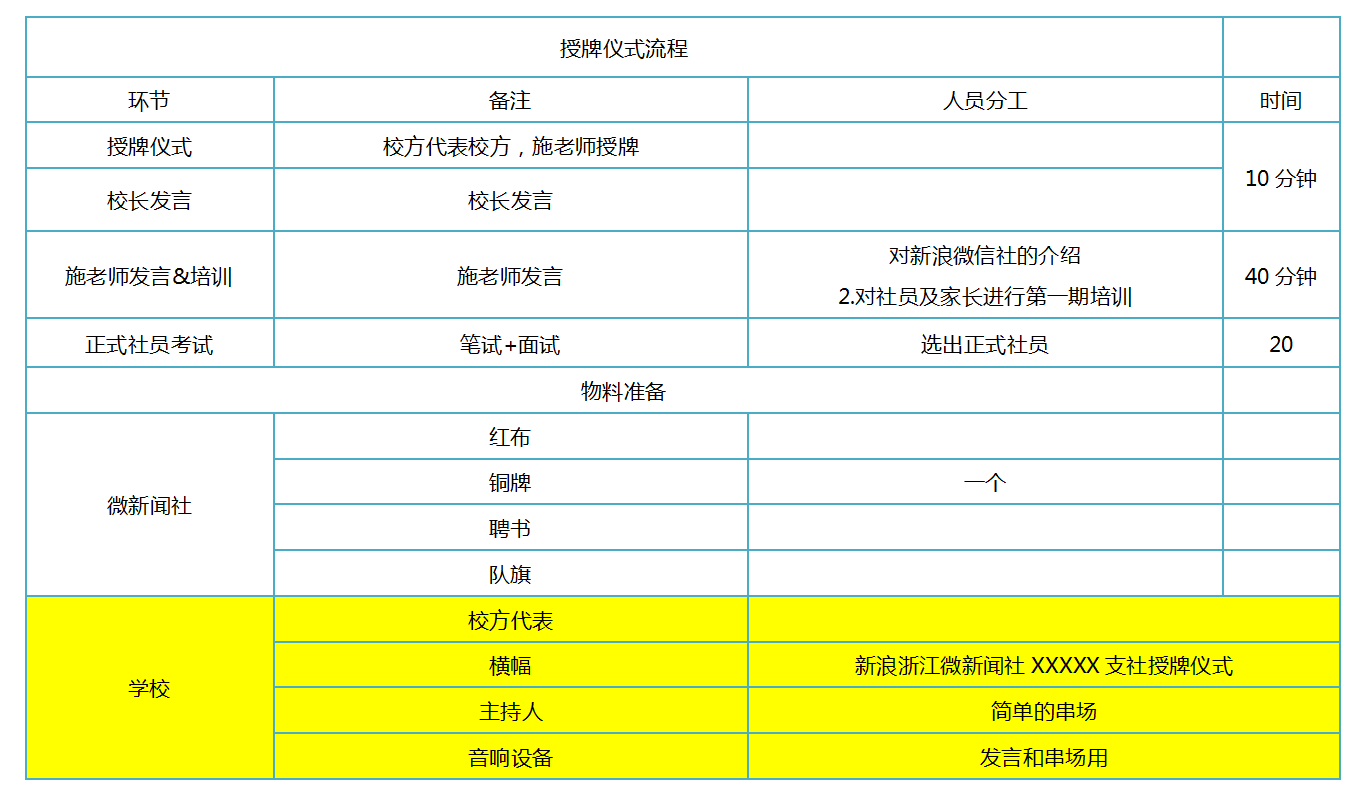 授牌仪式流程
环节 备注 人员分工 时间
授牌仪式 校方代表校方，施老师授牌
10 分钟
校长发言 校长发言
施老师发言&培训 施老师发言 对新浪微信社的介绍
2.对社员及家长进行第一期培训
40 分钟
正式社员考试 笔试+面试 选出正式社员 20
物料准备
微新闻社
红布
铜牌 一个
聘书
队旗
学校
校方代表
横幅 新浪浙江微新闻社 XXXXX 支社授牌仪式
主持人 简单的串场
音响设备 发言和串场用